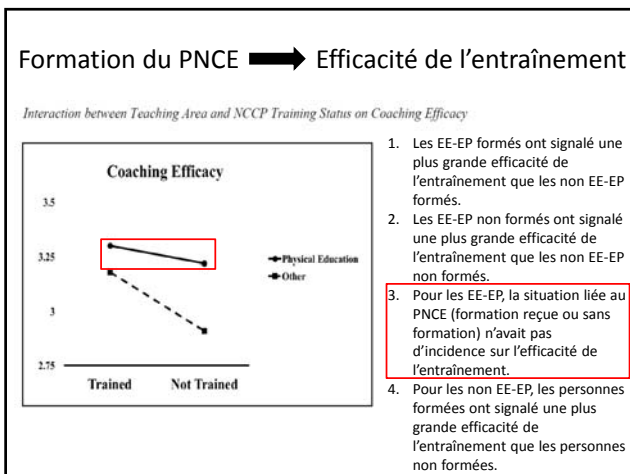 Formation du PNCE Efficacité de l’entraînement
Interaction between Teaching Area and NCCP Training Status on Coaching Efficacy
Coaching Efficacy
3.5
3.25
3
2.75
Trained Not Trained
Physical Education
Other
1. Les EE-EP formés ont signalé une
plus grande efficacité de
l’entraînement que les non EE-EP
formés.
2. Les EE-EP non formés ont signalé
une plus grande efficacité de
l’entraînement que les non EE-EP
non formés.
3. Pour les EE-EP, la situation liée au
PNCE (formation reçue ou sans
formation) n’avait pas
d’incidence sur l’efficacité de
l’entraînement.
4. Pour les non EE-EP, les personnes
formées ont signalé une plus
grande efficacité de
l’entraînement que les personnes
non formées.